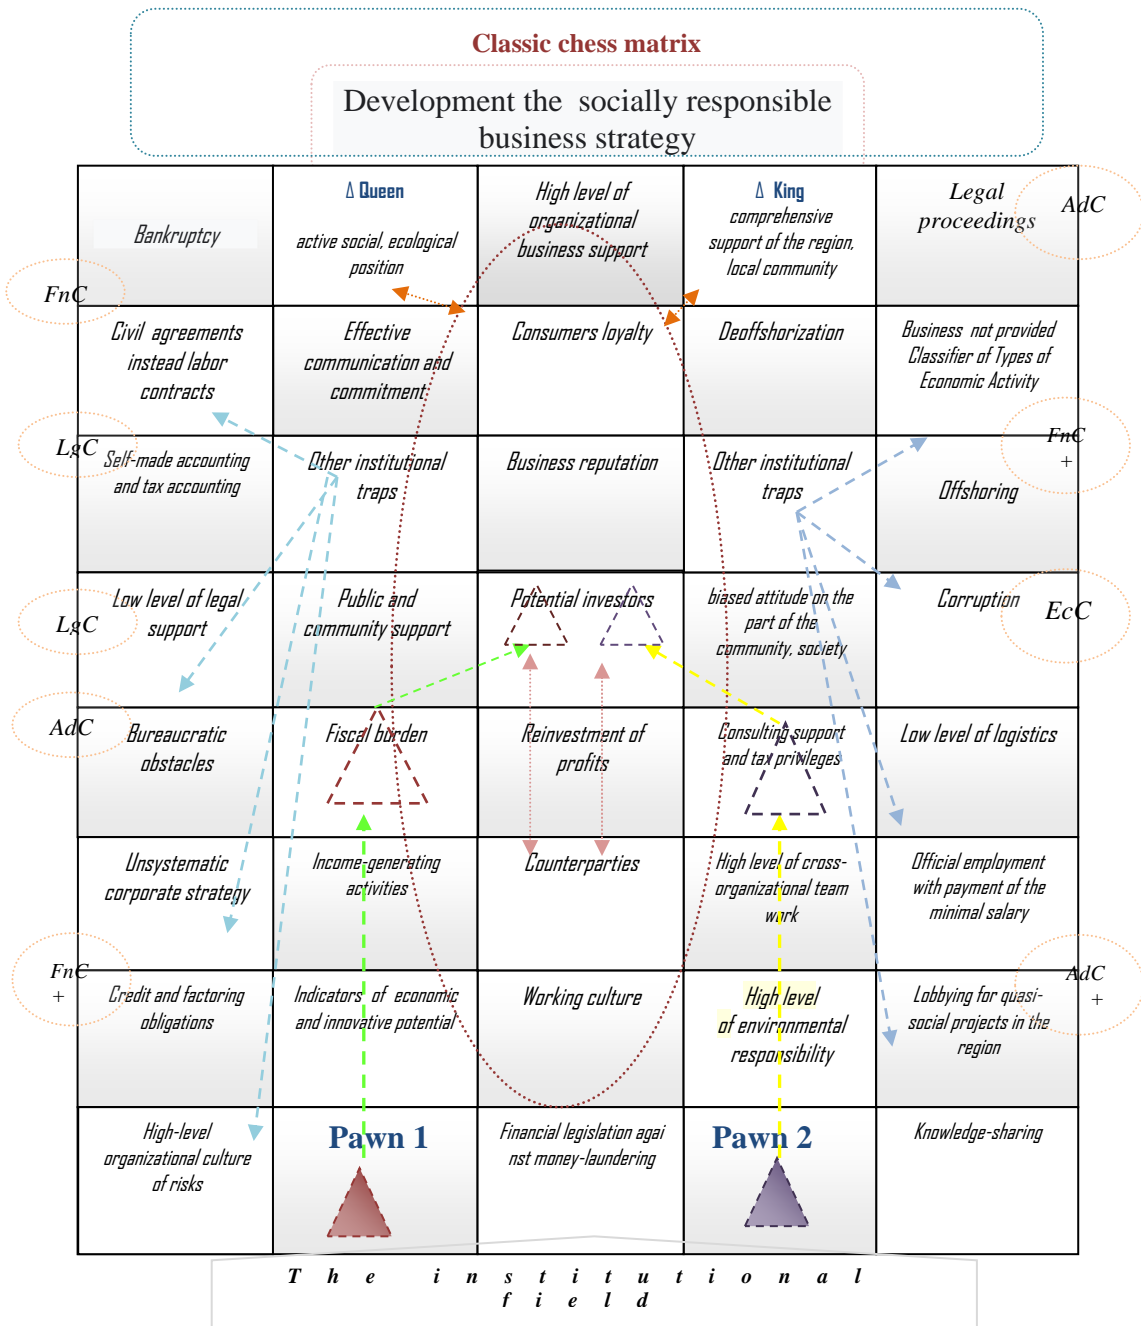 Classic chess matrix
Development the socially responsible
business strategy
Bankruptcy
Δ Queen
active social, ecological
position
High level of
organizational
business support
Δ King
comprehensive
support of the region,
local community
Legal
proceedings
AdC
FnC
Civil agreements
instead labor
contracts
Effective
communication and
commitment
Consumers loyalty
Deoffshorization
Business not provided
Classifier of Types of
Economic Activity
LgC
Self-made accounting
and tax accounting
Other institutional
traps
Business reputation
Other institutional
traps
Offshoring
FnC
+
LgC
Low level of legal
support
Public and
community support
Potential investors
biased attitude on the
part of the
community, society
Corruption
EcC
AdC
Bureaucratic
obstacles
Fiscal burden
Reinvestment of
profits
Consulting support
and tax privileges
Low level of logistics
Unsystematic
corporate strategy
Income-generating
activities
Counterparties
High level of cross-
organizational team
work
Official employment
with payment of the
minimal salary
FnC
+
Credit and factoring
obligations
Indicators of economic
and innovative potential
Working culture
High level
of environmental
responsibility
Lobbying for quasi-
social projects in the
region
AdC
+
High-level
organizational culture
of risks
Pawn 1
Financial legislation agai
nst money-laundering
Pawn 2
Knowledge-sharing
The institutional
field